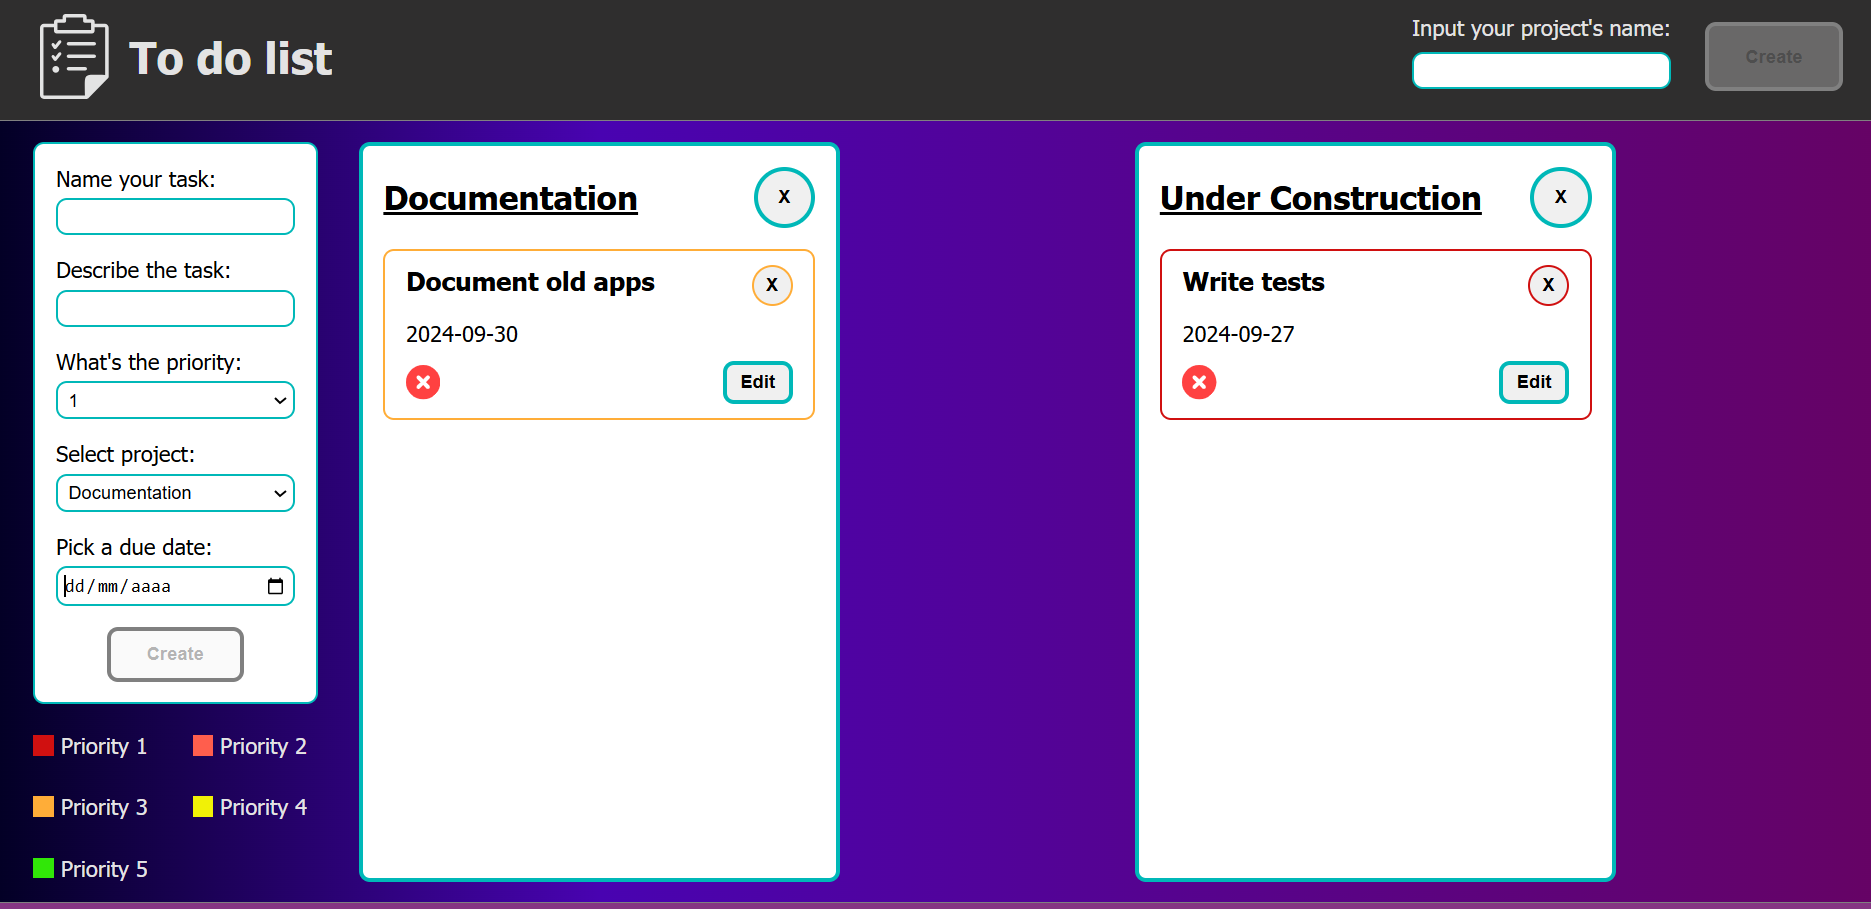 To do list
Input your project's name:
Create
Name your task:
Describe the task:
What's the priority:
1
Select project:
Documentation
Pick a due date:
dd/mm/aaaa
Create
Priority 1
Priority 2
Priority 3
Priority 4
Priority 5
Documentation
X
Document old apps
X
2024-09-30
Edit
Under Construction
X
Write tests
X
2024-09-27
Edit